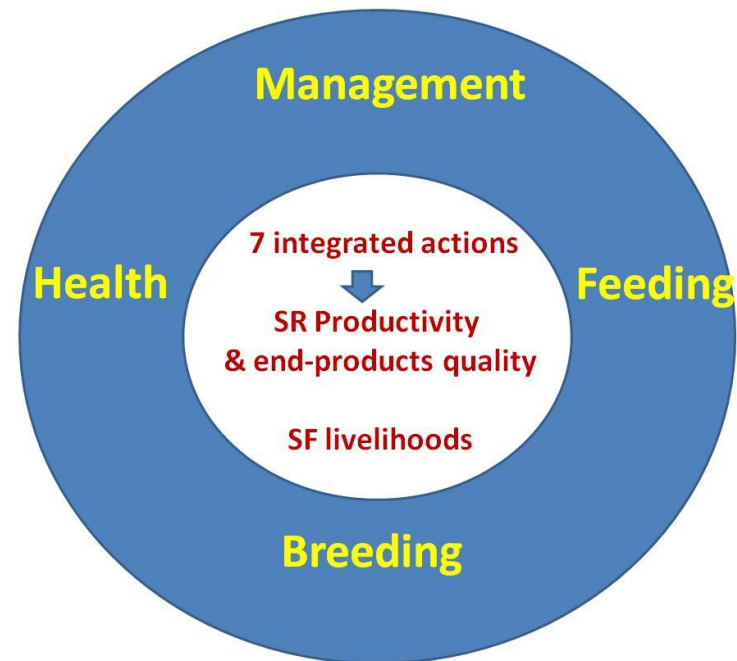 Management
7 integrated actions
Health
Feeding
SR Productivity
& end-products quality
SF livelihoods
Breeding